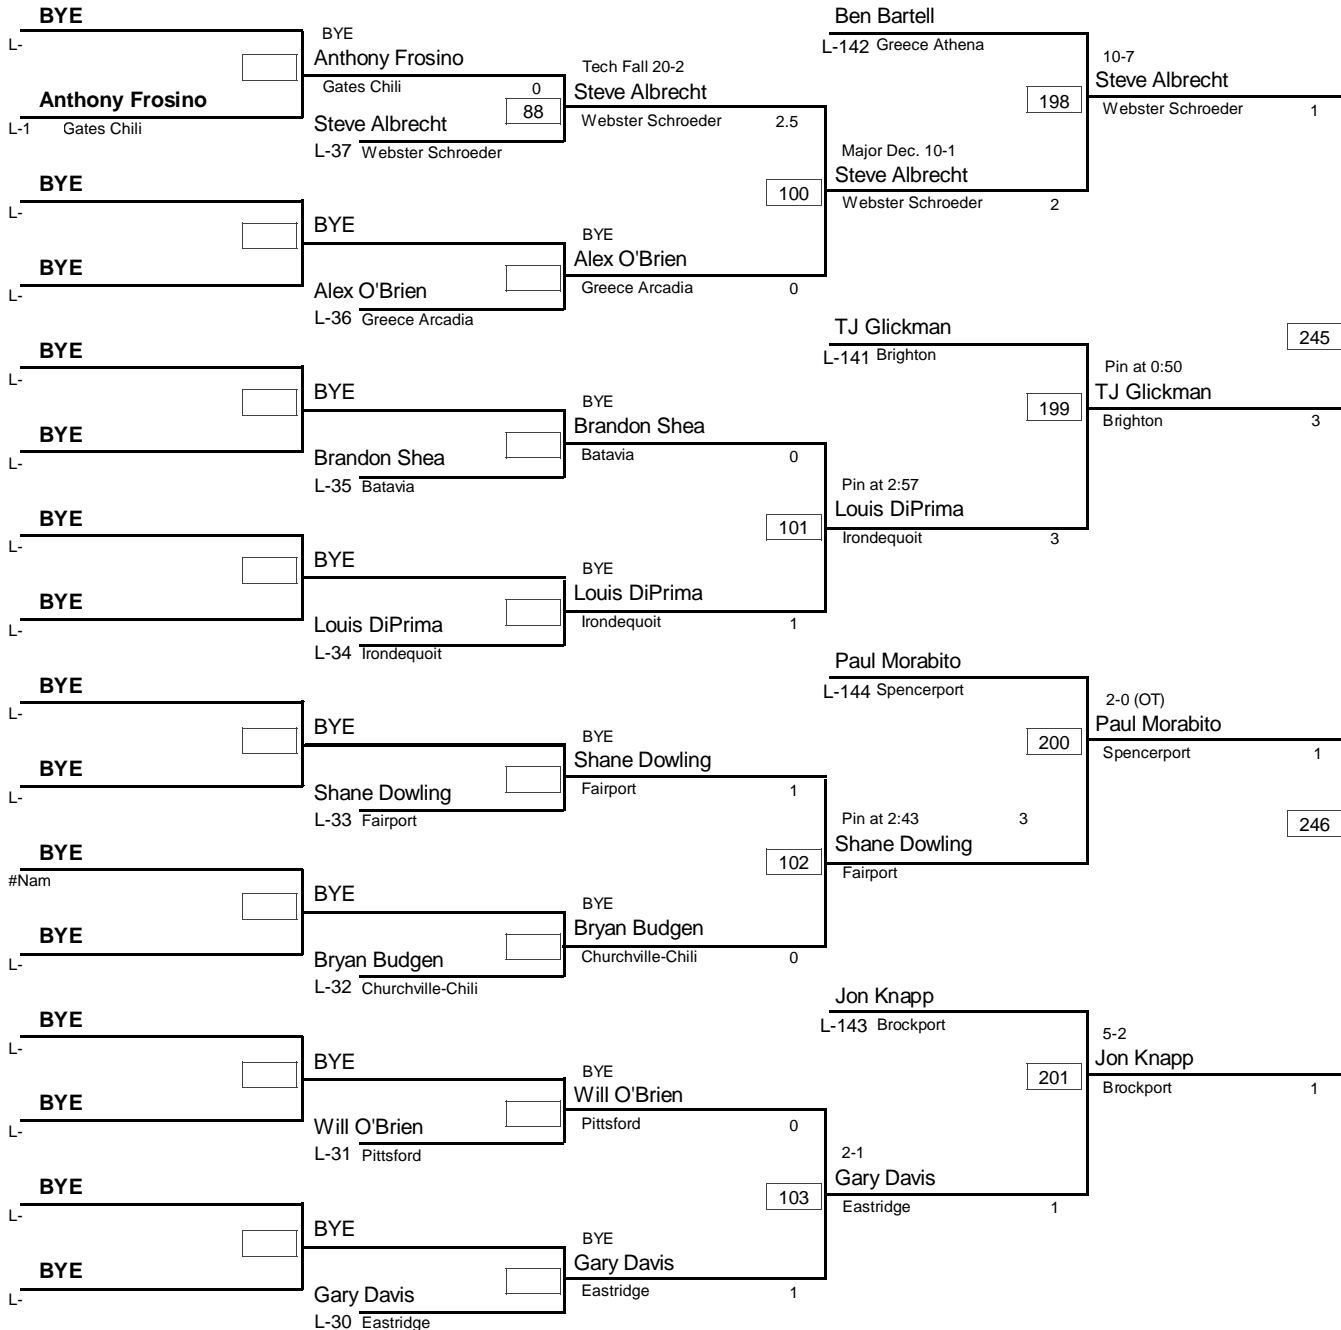 BYE
L-
Anthony Frosino
L-1 Gates Chili
BYE
L-
BYE
L-
BYE
L-
BYE
L-
BYE
L-
BYE
L-
BYE
L-
BYE
L-
BYE
#Nam
BYE
L-
BYE
L-
BYE
L-
BYE
L-
BYE
L-
BYE
Anthony Frosino
Gates Chili 0
88
Steve Albrecht
L-37 Webster Schroeder
BYE
Alex O'Brien
L-36 Greece Arcadia
BYE
Brandon Shea
L-35 Batavia
BYE
Louis DiPrima
L-34 Irondequoit
BYE
Shane Dowling
L-33 Fairport
BYE
Bryan Budgen
L-32 Churchville-Chili
BYE
Will O'Brien
L-31 Pittsford
BYE
Gary Davis
L-30 Eastridge
Tech Fall 20-2
Steve Albrecht
Webster Schroeder 2.5
100
BYE
Alex O'Brien
Greece Arcadia 0
BYE
Brandon Shea
Batavia 0
101
BYE
Louis DiPrima
Irondequoit 1
BYE
Shane Dowling
Fairport 1
102
BYE
Bryan Budgen
Churchville-Chili 0
BYE
Will O'Brien
Pittsford 0
103
BYE
Gary Davis
Eastridge 1
Ben Bartell
L-142 Greece Athena
198
Major Dec. 10-1
Steve Albrecht
Webster Schroeder 2
TJ Glickman
L-141 Brighton
199
Pin at 2:57
Louis DiPrima
Irondequoit 3
Paul Morabito
L-144 Spencerport
200
Pin at 2:43 3
Shane Dowling
Fairport
Jon Knapp
L-143 Brockport
201
2-1
Gary Davis
Eastridge 1
10-7
Steve Albrecht
Webster Schroeder 1
245
Pin at 0:50
TJ Glickman
Brighton 3
2-0 (OT)
Paul Morabito
Spencerport 1
246
5-2
Jon Knapp
Brockport 1